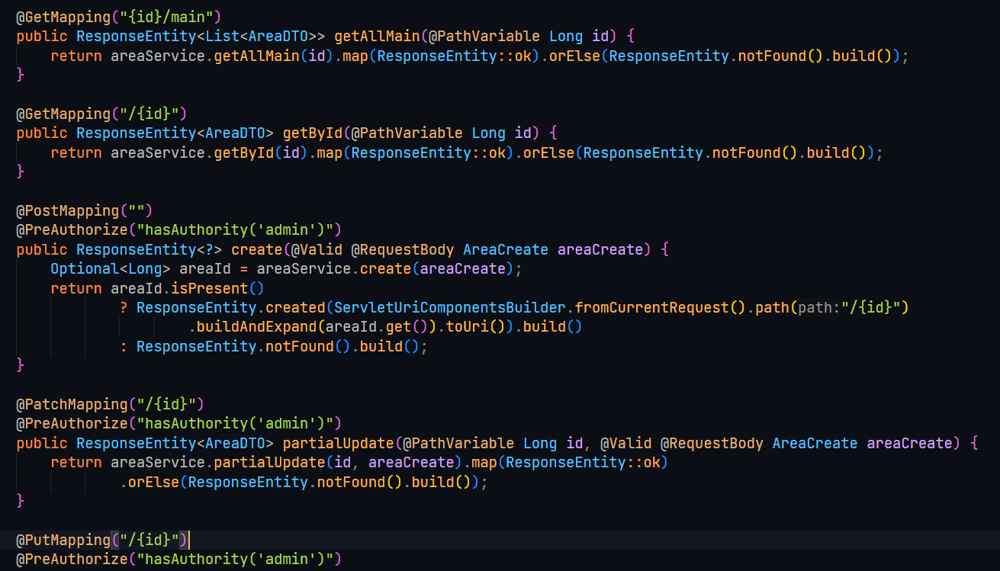 @GetMapping("{id}/main")
public ResponseEntity<List<AreaDTO>> getAllMain(@PathVariable Long id) {
    return areaService.getAllMain(id).map(ResponseEntity::ok).orElse(ResponseEntity.notFound().build());
}

@GetMapping("/{id}")
public ResponseEntity<AreaDTO> getById(@PathVariable Long id) {
    return areaService.getById(id).map(ResponseEntity::ok).orElse(ResponseEntity.notFound().build());
}

@PostMapping("")
@PreAuthorize("hasAuthority('admin')")
public ResponseEntity<?> create(@Valid @RequestBody AreaCreate areaCreate) {
    Optional<Long> areaId = areaService.create(areaCreate);
    return areaId.isPresent()
            ? ResponseEntity.created(ServletUriComponentsBuilder.fromCurrentRequest().path(path:"/{id}")
                    .buildAndExpand(areaId.get()).toUri()).build()
            : ResponseEntity.notFound().build();
}

@PatchMapping("/{id}")
@PreAuthorize("hasAuthority('admin')")
public ResponseEntity<AreaDTO> partialUpdate(@PathVariable Long id, @Valid @RequestBody AreaCreate areaCreate) {
    return areaService.partialUpdate(id, areaCreate).map(ResponseEntity::ok)
            .orElse(ResponseEntity.notFound().build());
}

@PutMapping("/{id}")
@PreAuthorize("hasAuthority('admin')")